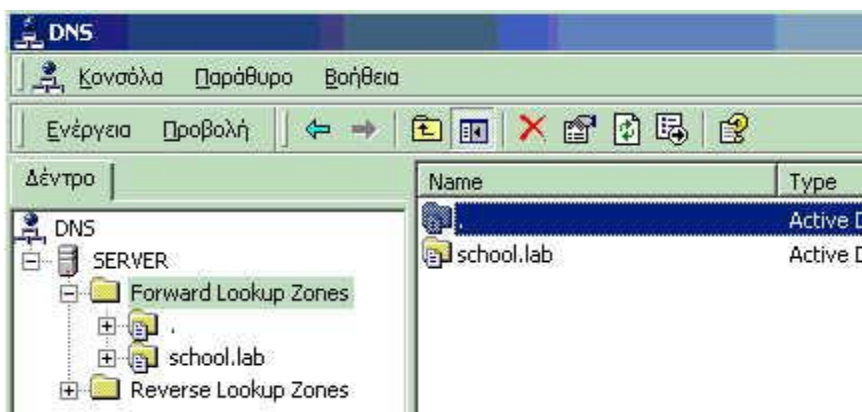 DNS
Κονσόλα Παράθυρο Βοήθεια
Ενέργεια Προβολή
Δέντρο
Name Type
DNS
SERVER
Forward Lookup Zones
.
school.lab
Reverse Lookup Zones
. Active D
school.lab Active D